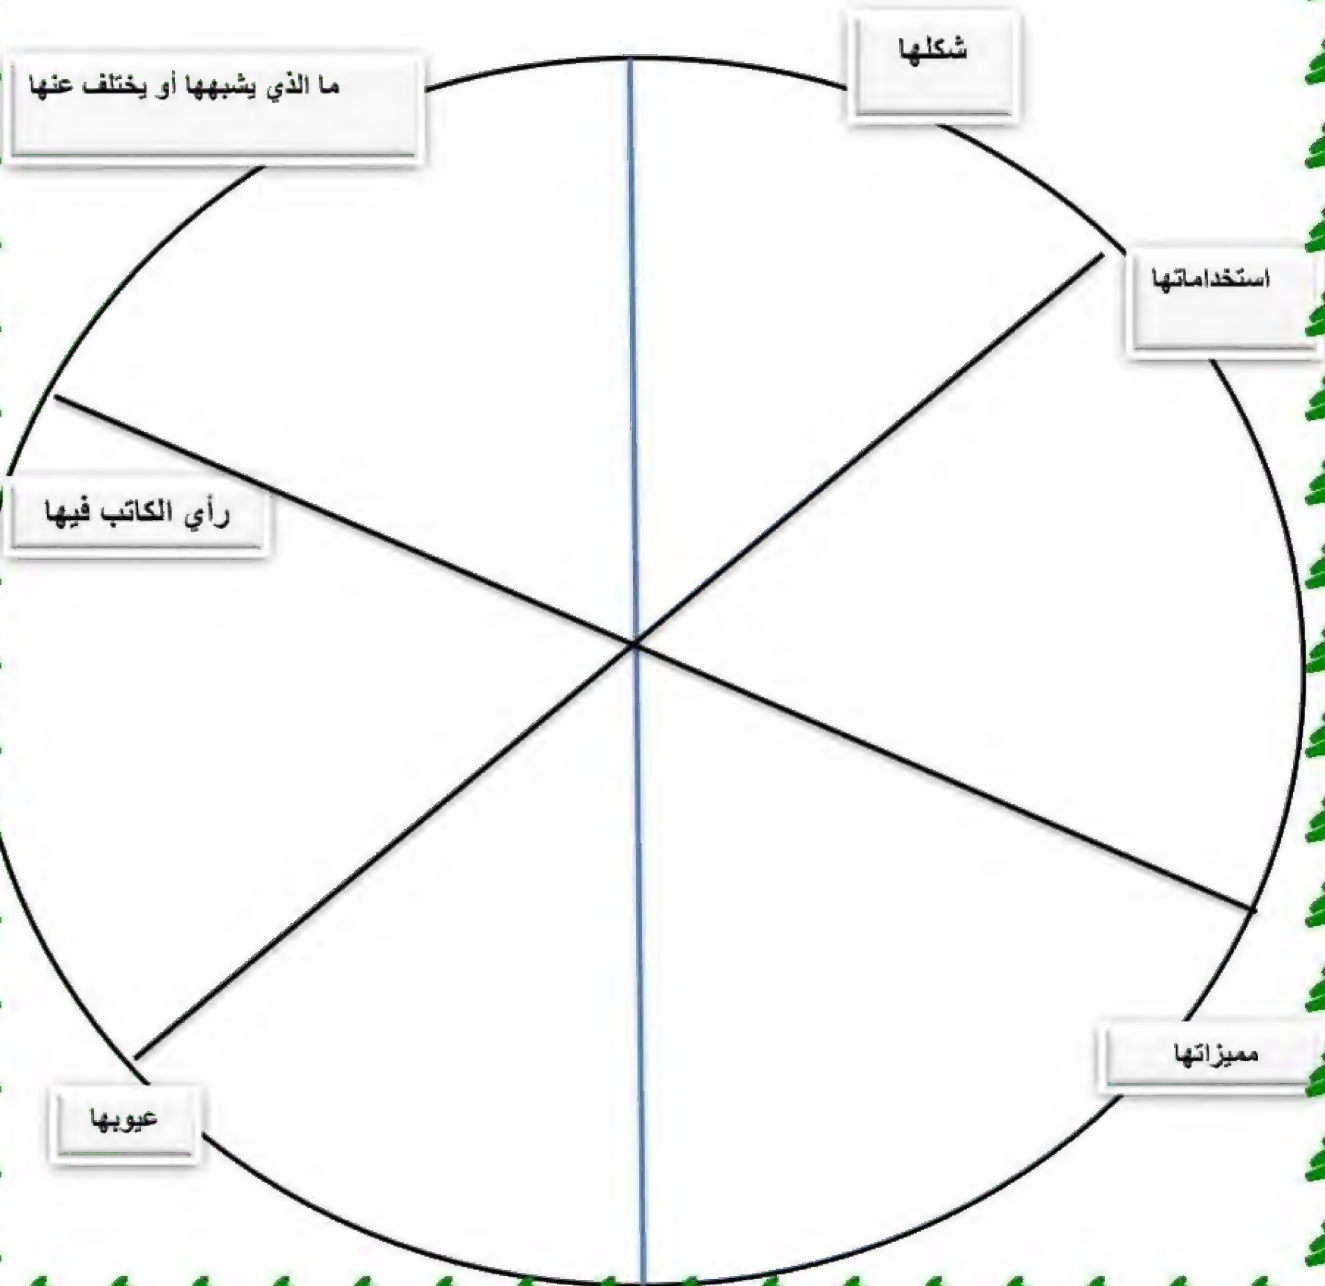 شكلها
ما الذي يشبهها أو يختلف عنها
استخداماتها
رأي الكاتب فيها
مميزاتها
عيوبها